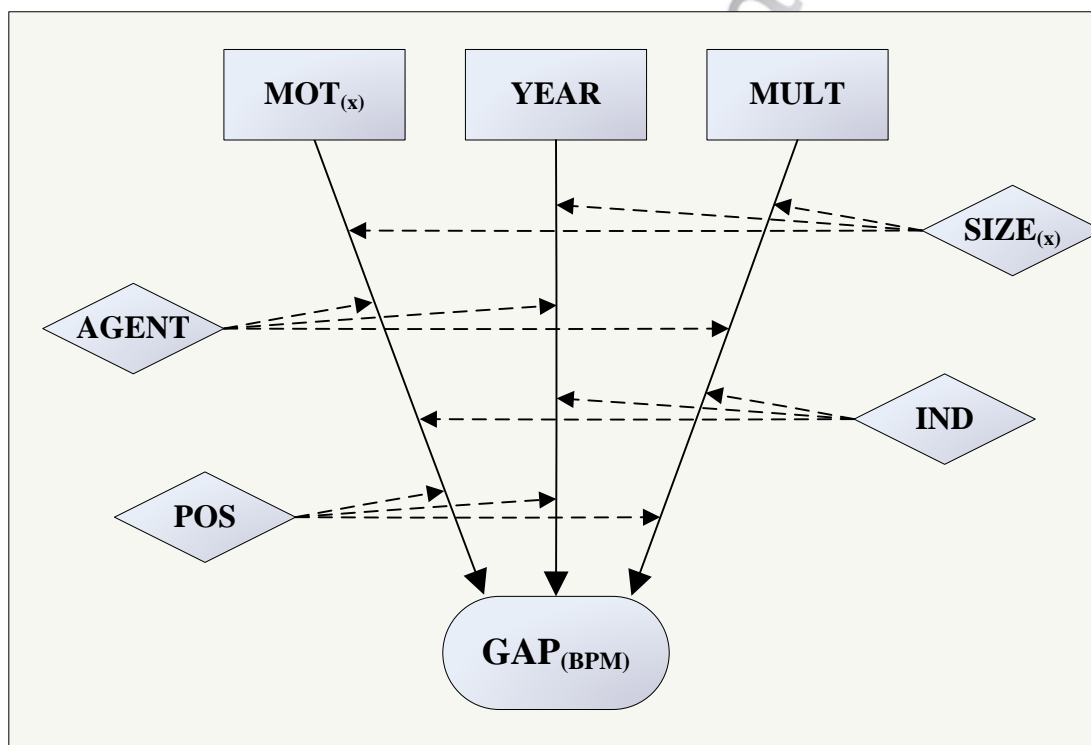 MOT(x) YEAR MULT
SIZE(x)
AGENT
IND
POS
GAP(BPM)